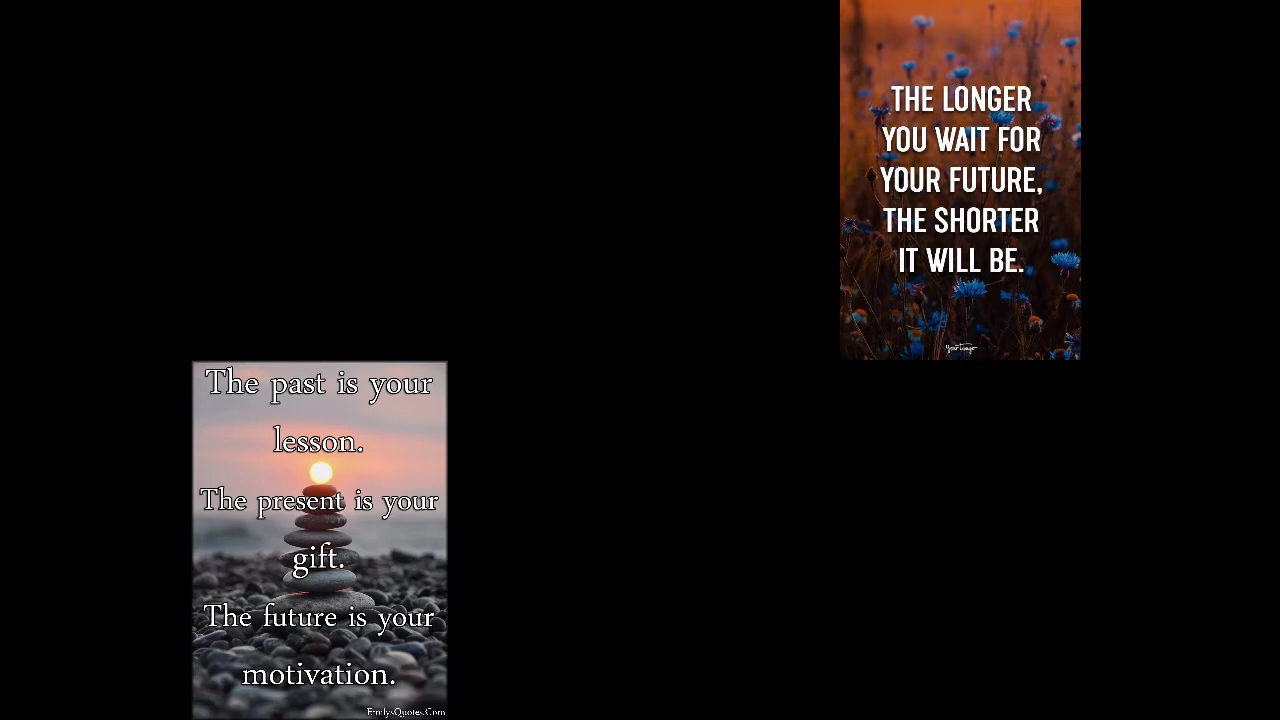 THE LONGER
YOU WAIT FOR
YOUR FUTURE,
THE SHORTER
IT WILL BE.
YourTango
The past is your
lesson.
The present is your
gift.
The future is your
motivation.
EmilysQuotes.Com